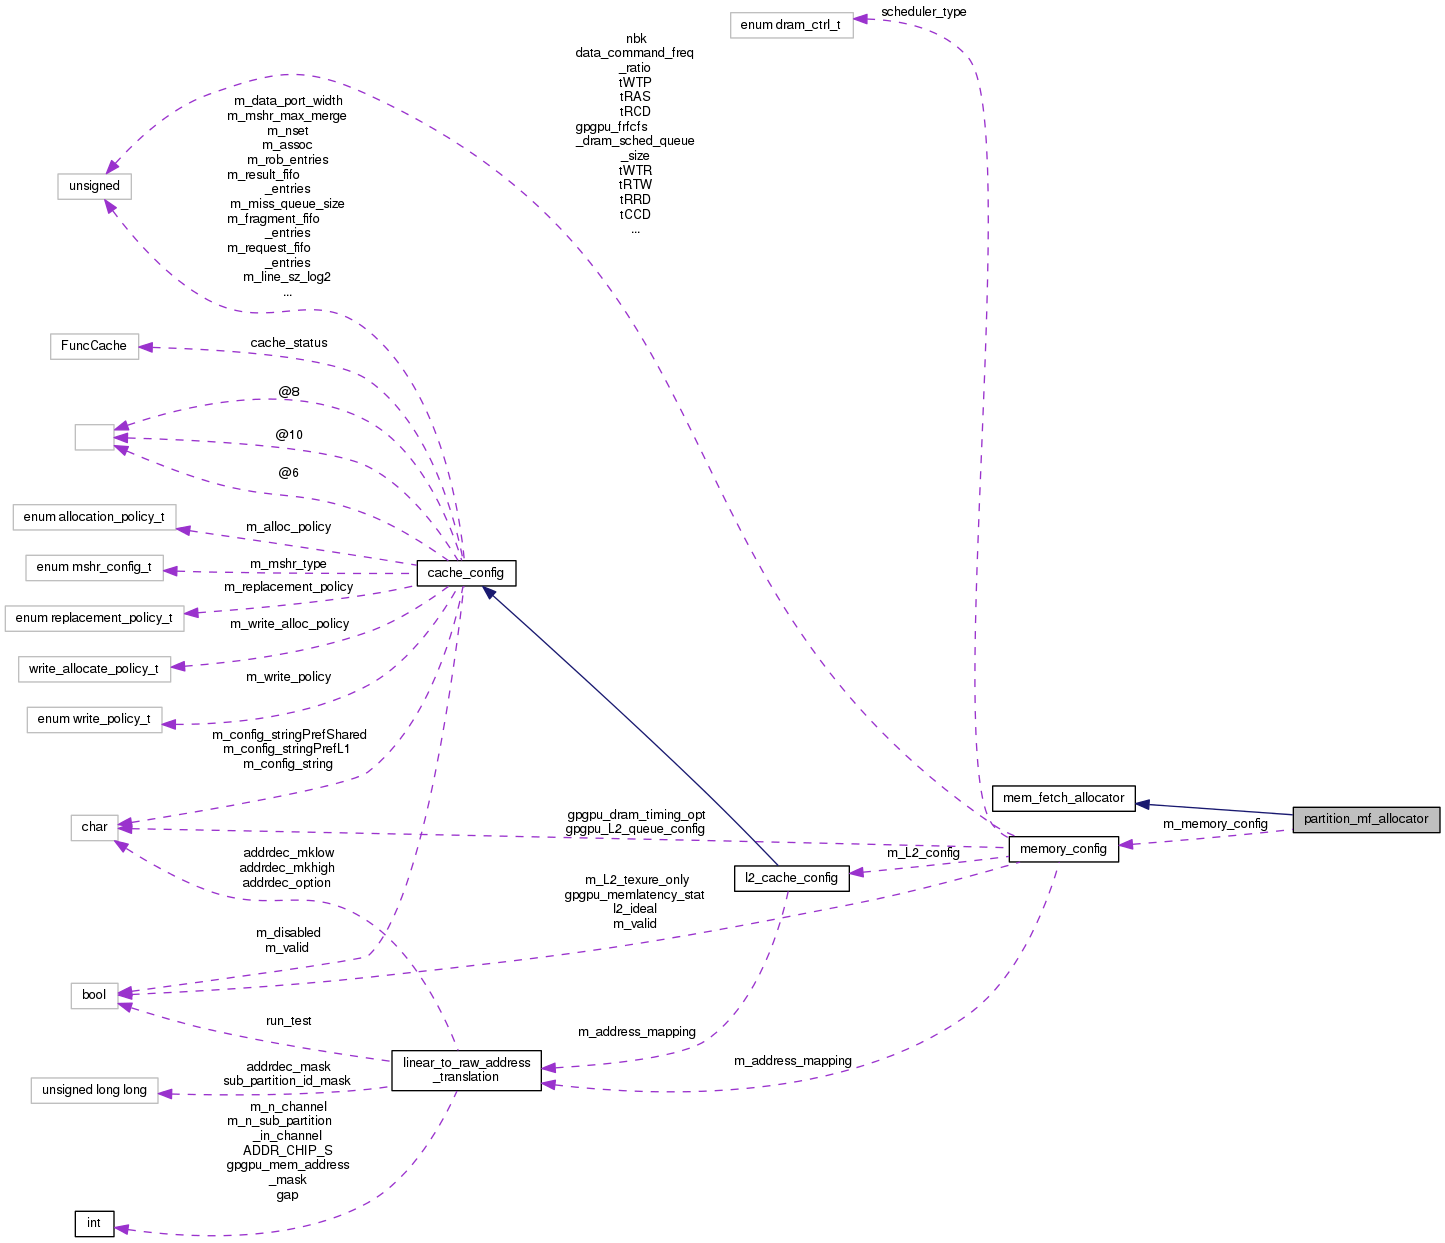 scheduler_type
enum dram_ctrl_t
nbk
data_command_freq
_ratio
tWTP
tRAS
tRCD
gpgpu_frfcfs
_dram_sched_queue
_size
tWTR
tRTW
tRRD
tCCD
...
m_data_port_width
m_mshr_max_merge
m_nset
m_assoc
m_rob_entries
m_result_fifo
_entries
m_miss_queue_size
m_fragment_fifo
_entries
m_request_fifo
_entries
m_line_sz_log2
...
unsigned
FuncCache
cache_status
@8
@10
@6
enum allocation_policy_t
m_alloc_policy
enum mshr_config_t
m_mshr_type
cache_config
enum replacement_policy_t
m_replacement_policy
write_allocate_policy_t
m_write_alloc_policy
enum write_policy_t
m_write_policy
m_config_stringPrefShared
m_config_stringPrefL1
m_config_string
char
gpgpu_dram_timing_opt
gpgpu_L2_queue_config
mem_fetch_allocator
partition_mf_allocator
m_memory_config
memory_config
m_L2_config
l2_cache_config
addrdec_mklow
addrdec_mkhigh
addrdec_option
m_L2_texure_only
gpgpu_memlatency_stat
l2_ideal
m_valid
m_disabled
m_valid
bool
run_test
m_address_mapping
m_address_mapping
linear_to_raw_address
_translation
unsigned long long
addrdec_mask
sub_partition_id_mask
m_n_channel
m_n_sub_partition
_in_channel
ADDR_CHIP_S
gpgpu_mem_address
_mask
gap
int